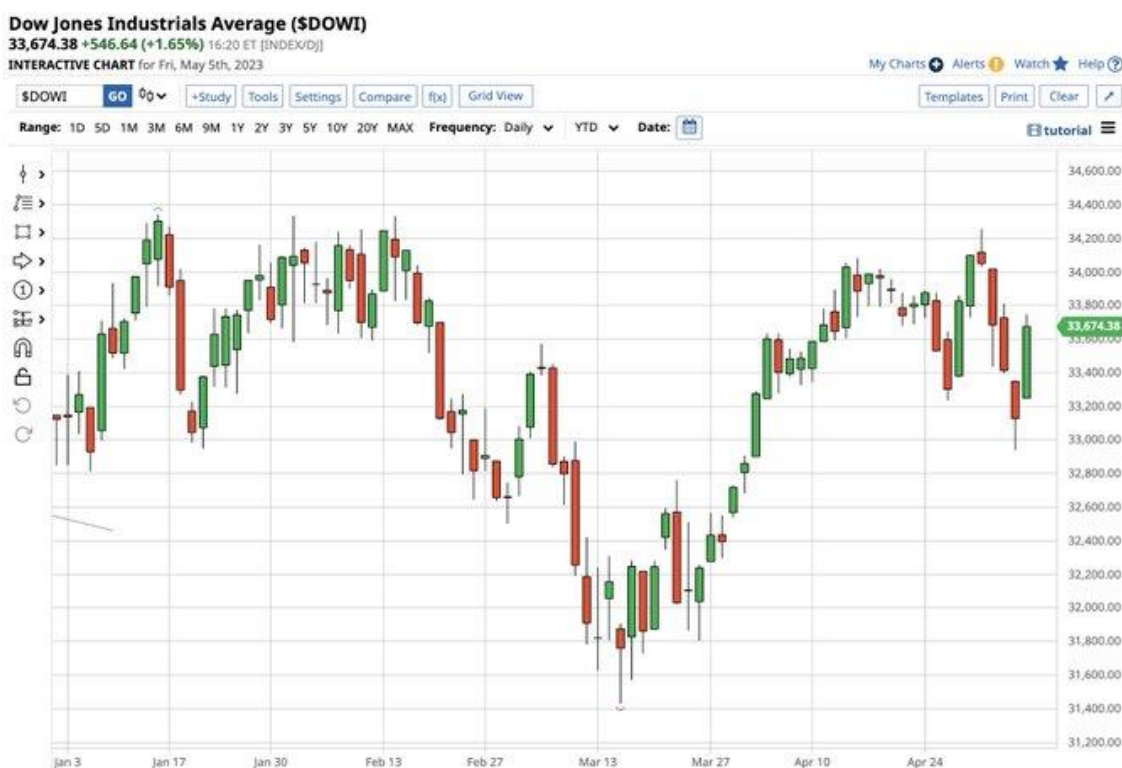 Dow Jones Industrials Average ($DOWI)
33,674.38 +546.64 (+1.65%) 16:20 ET [INDEX/DJ]
INTERACTIVE CHART for Fri, May 5th, 2023
My Charts Alerts Watch Help
$DOWI GO +Study Tools Settings Compare f(x) Grid View Templates Print Clear
Range: 1D 5D 1M 3M 6M 9M 1Y 2Y 3Y 5Y 10Y 20Y MAX Frequency: Daily YTD Date:
tutorial
34,600.00
34,400.00
34,200.00
34,000.00
33,800.00
33,674.38
33,600.00
33,400.00
33,200.00
33,000.00
32,800.00
32,600.00
32,400.00
32,200.00
32,000.00
31,800.00
31,600.00
31,400.00
31,200.00
Jan 3 Jan 17 Jan 30 Feb 13 Feb 27 Mar 13 Mar 27 Apr 10 Apr 24